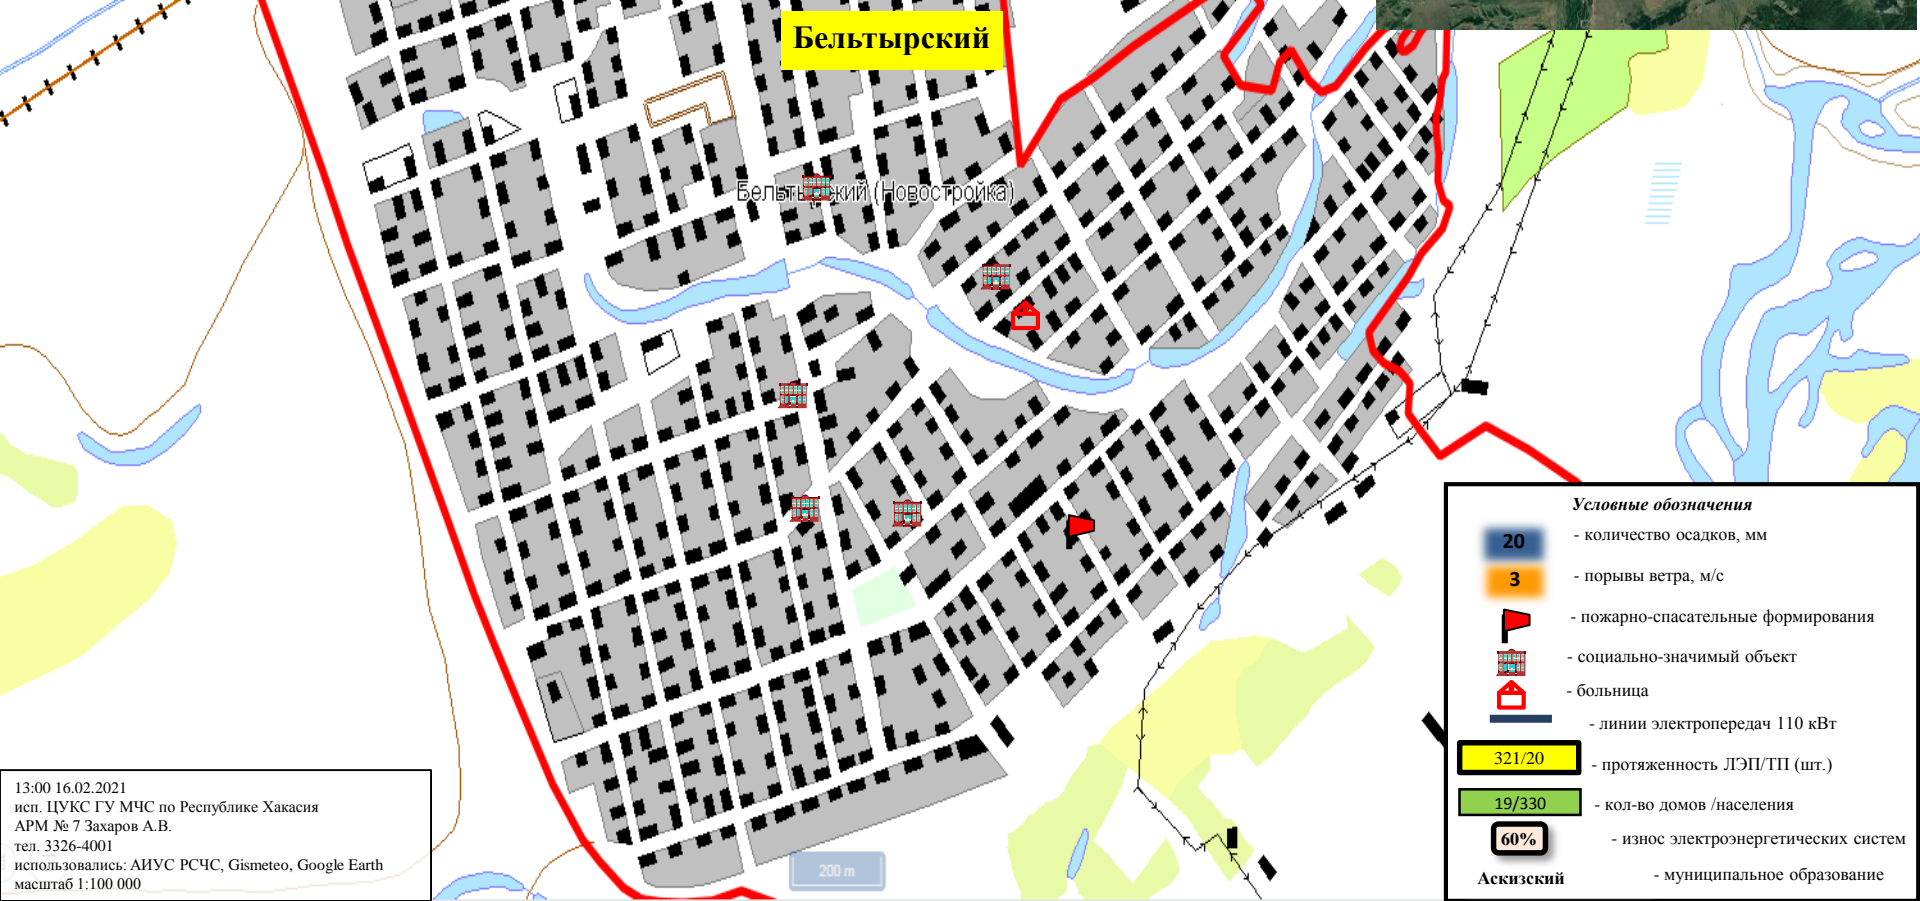 Бельтырский
Бельтырский (Новостройка)
Условные обозначения
20 - количество осадков, мм
3 - порывы ветра, м/с
- пожарно-спасательные формирования
- социально-значимый объект
- больница
- линии электропередач 110 кВт
321/20 - протяженность ЛЭП/ТП (шт.)
19/330 - кол-во домов /населения
60% - износ электроэнергетических систем
Аскизский - муниципальное образование
13:00 16.02.2021
исп. ЦУКС ГУ МЧС по Республике Хакасия
АРМ № 7 Захаров А.В.
тел. 3326-4001
использовались: АИУС РСЧС, Gismeteo, Google Earth
масштаб 1:100 000
200 m